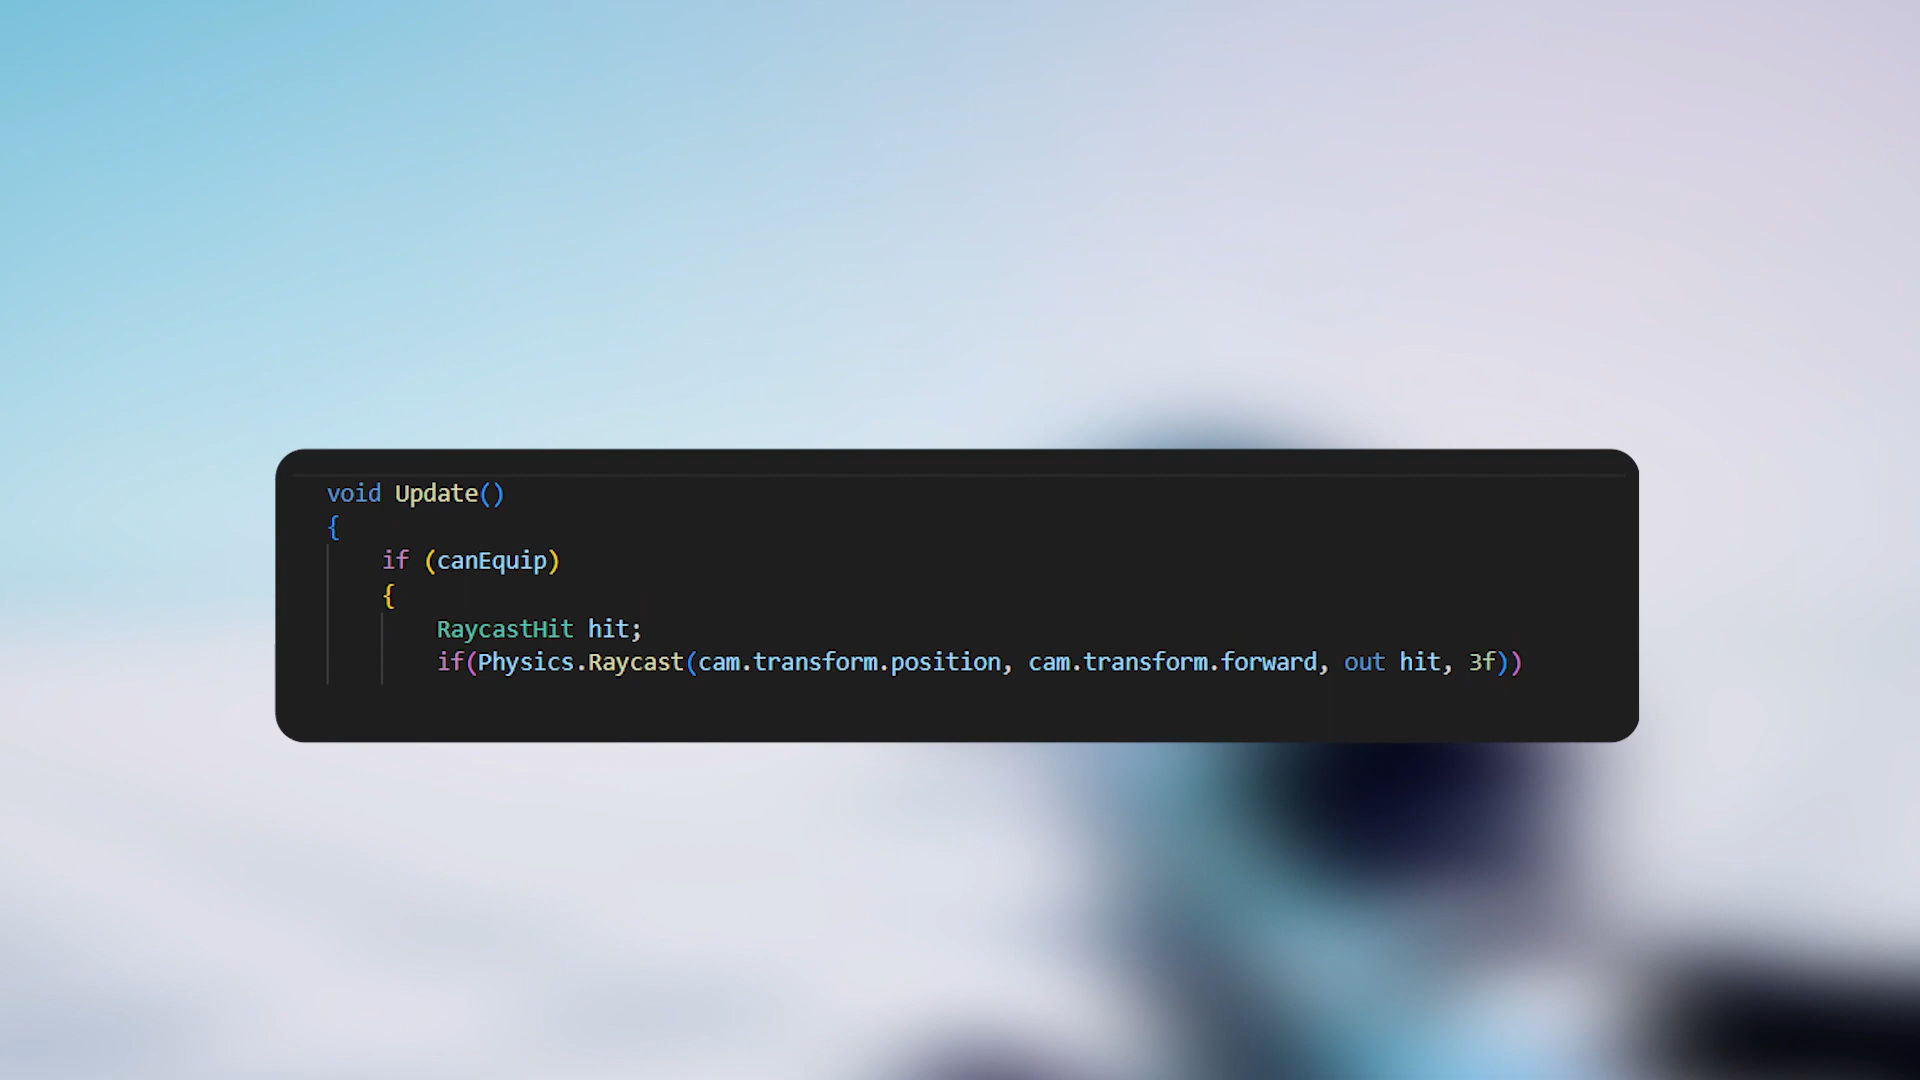 void Update()
{
if (canEquip)
{
RaycastHit hit;
if(Physics.Raycast(cam.transform.position, cam.transform.forward, out hit, 3f))